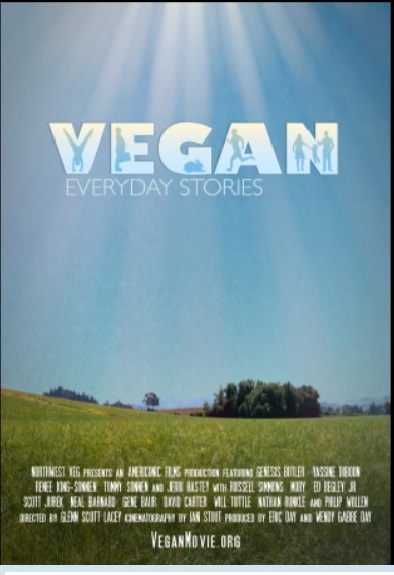 VEGAN
EVERYDAY STORIES
NORTHWEST VEG PRESENTS AN AMERICONIC FILMS PRODUCTION FEATURING GENESIS BUTLER YASSINE DIBOUN
RENEE KING-SONNEN TOMMY SONNEN AND JERRI HASTEY WITH RUSSELL SIMMONS MOBY ED BEGLEY JR
SCOTT JUREK NEAL BARNARD GENE BAUR DAVID CARTER WILL TUTTLE NATHAN RUNKLE AND PHILIP WOLLEN
DIRECTED BY GLENN SCOTT LACEY CINEMATOGRAPHY BY IAN STOUT PRODUCED BY ERIC DAY AND WENDY GABBE DAY
VEGANMOVIE.ORG